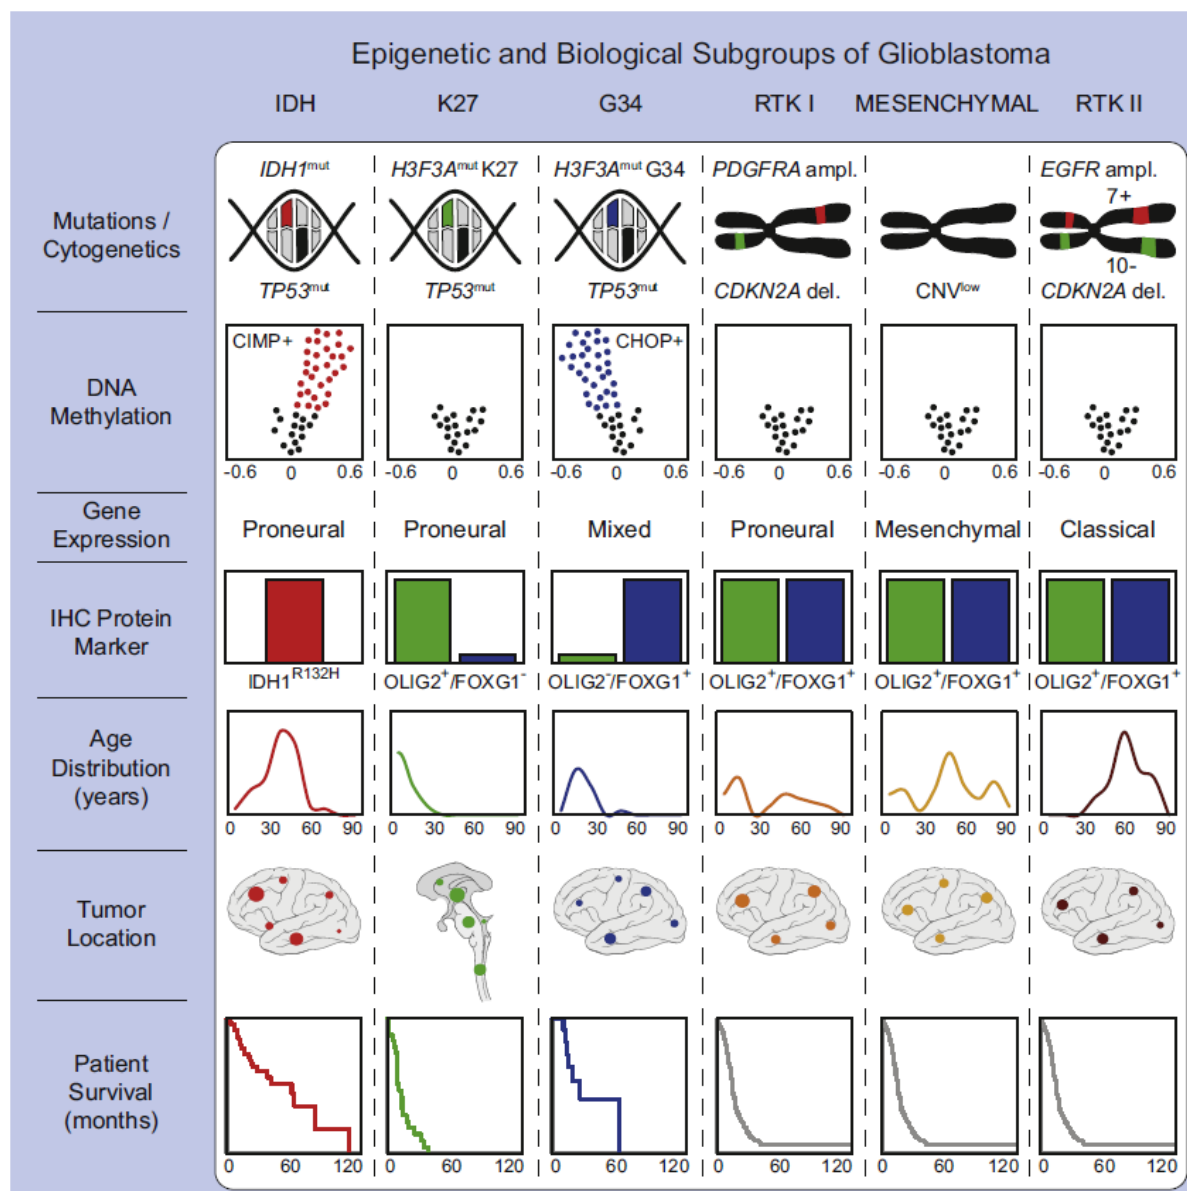 Epigenetic and Biological Subgroups of Glioblastoma
IDH K27 G34 RTK I MESENCHYMAL RTK II
Mutations /
Cytogenetics
IDH1mut H3F3Amut K27 H3F3Amut G34 PDGFRA ampl. EGFR ampl.
7+
10-
TP53mut TP53mut TP53mut CDKN2A del. CNVlow CDKN2A del.
DNA
Methylation
CIMP+ CHOP+
-0.6 0 0.6 -0.6 0 0.6 -0.6 0 0.6 -0.6 0 0.6 -0.6 0 0.6 -0.6 0 0.6
Gene
Expression
Proneural Proneural Mixed Proneural Mesenchymal Classical
IHC Protein
Marker
IDH1R132H OLIG2+/FOXG1- OLIG2-/FOXG1+ OLIG2+/FOXG1+ OLIG2+/FOXG1+ OLIG2+/FOXG1+
Age
Distribution
(years)
0 30 60 90 0 30 60 90 0 30 60 90 0 30 60 90 0 30 60 90 0 30 60 90
Tumor
Location
Patient
Survival
(months)
0 60 120 0 60 120 0 60 120 0 60 120 0 60 120 0 60 120